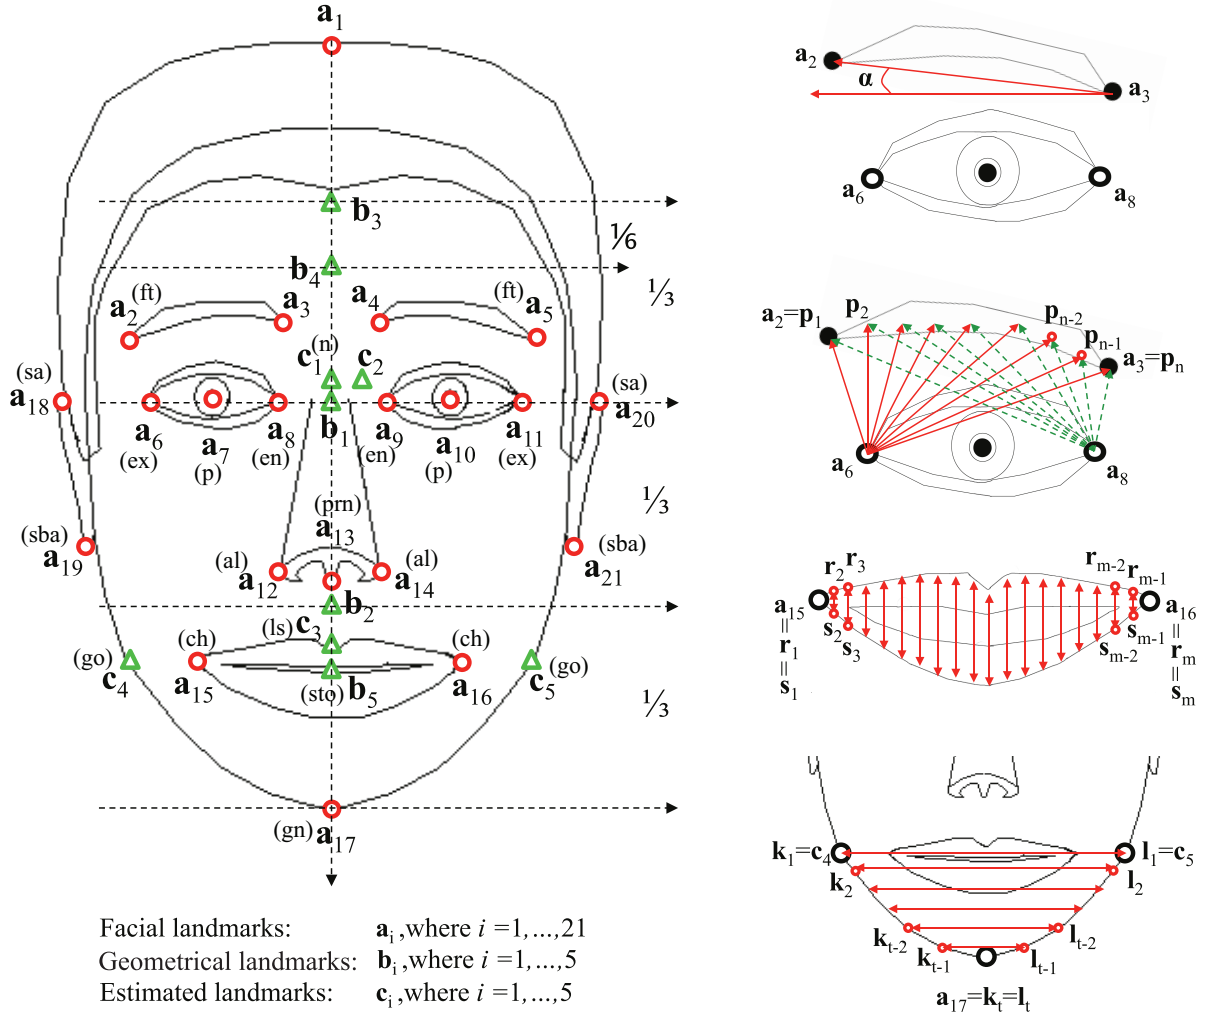 a1
b3
⅙
b4
⅓
a2 (ft)
a3
a4
(ft) a5
c1 (n)
c2
(sa)
a18
(sa)
a20
a6
(ex)
a7
(p)
a8
(en)
b1
a9
(en)
a10
(p)
a11
(ex)
⅓
(prn)
a13
(sba)
a19
(sba)
a21
(al)
a12
(al)
a14
b2
(ls)
c3
(go)
c4
(ch)
a15
(sto) b5
(ch)
a16
(go)
c5
⅓
(gn)
a17
Facial landmarks: ai ,where i =1,...,21
Geometrical landmarks: bi ,where i =1,...,5
Estimated landmarks: ci ,where i =1,...,5
a2
α
a3
a6
a8
a2=p1
p2
pn-2
pn-1
a3=pn
a6
a8
r2 r3
rm-2 rm-1
a15
=
r1
=
s1
s2 s3
sm-2 sm-1
a16
=
rm
=
sm
k1=c4
l1=c5
k2
l2
kt-2
lt-2
kt-1
lt-1
a17=kt=lt